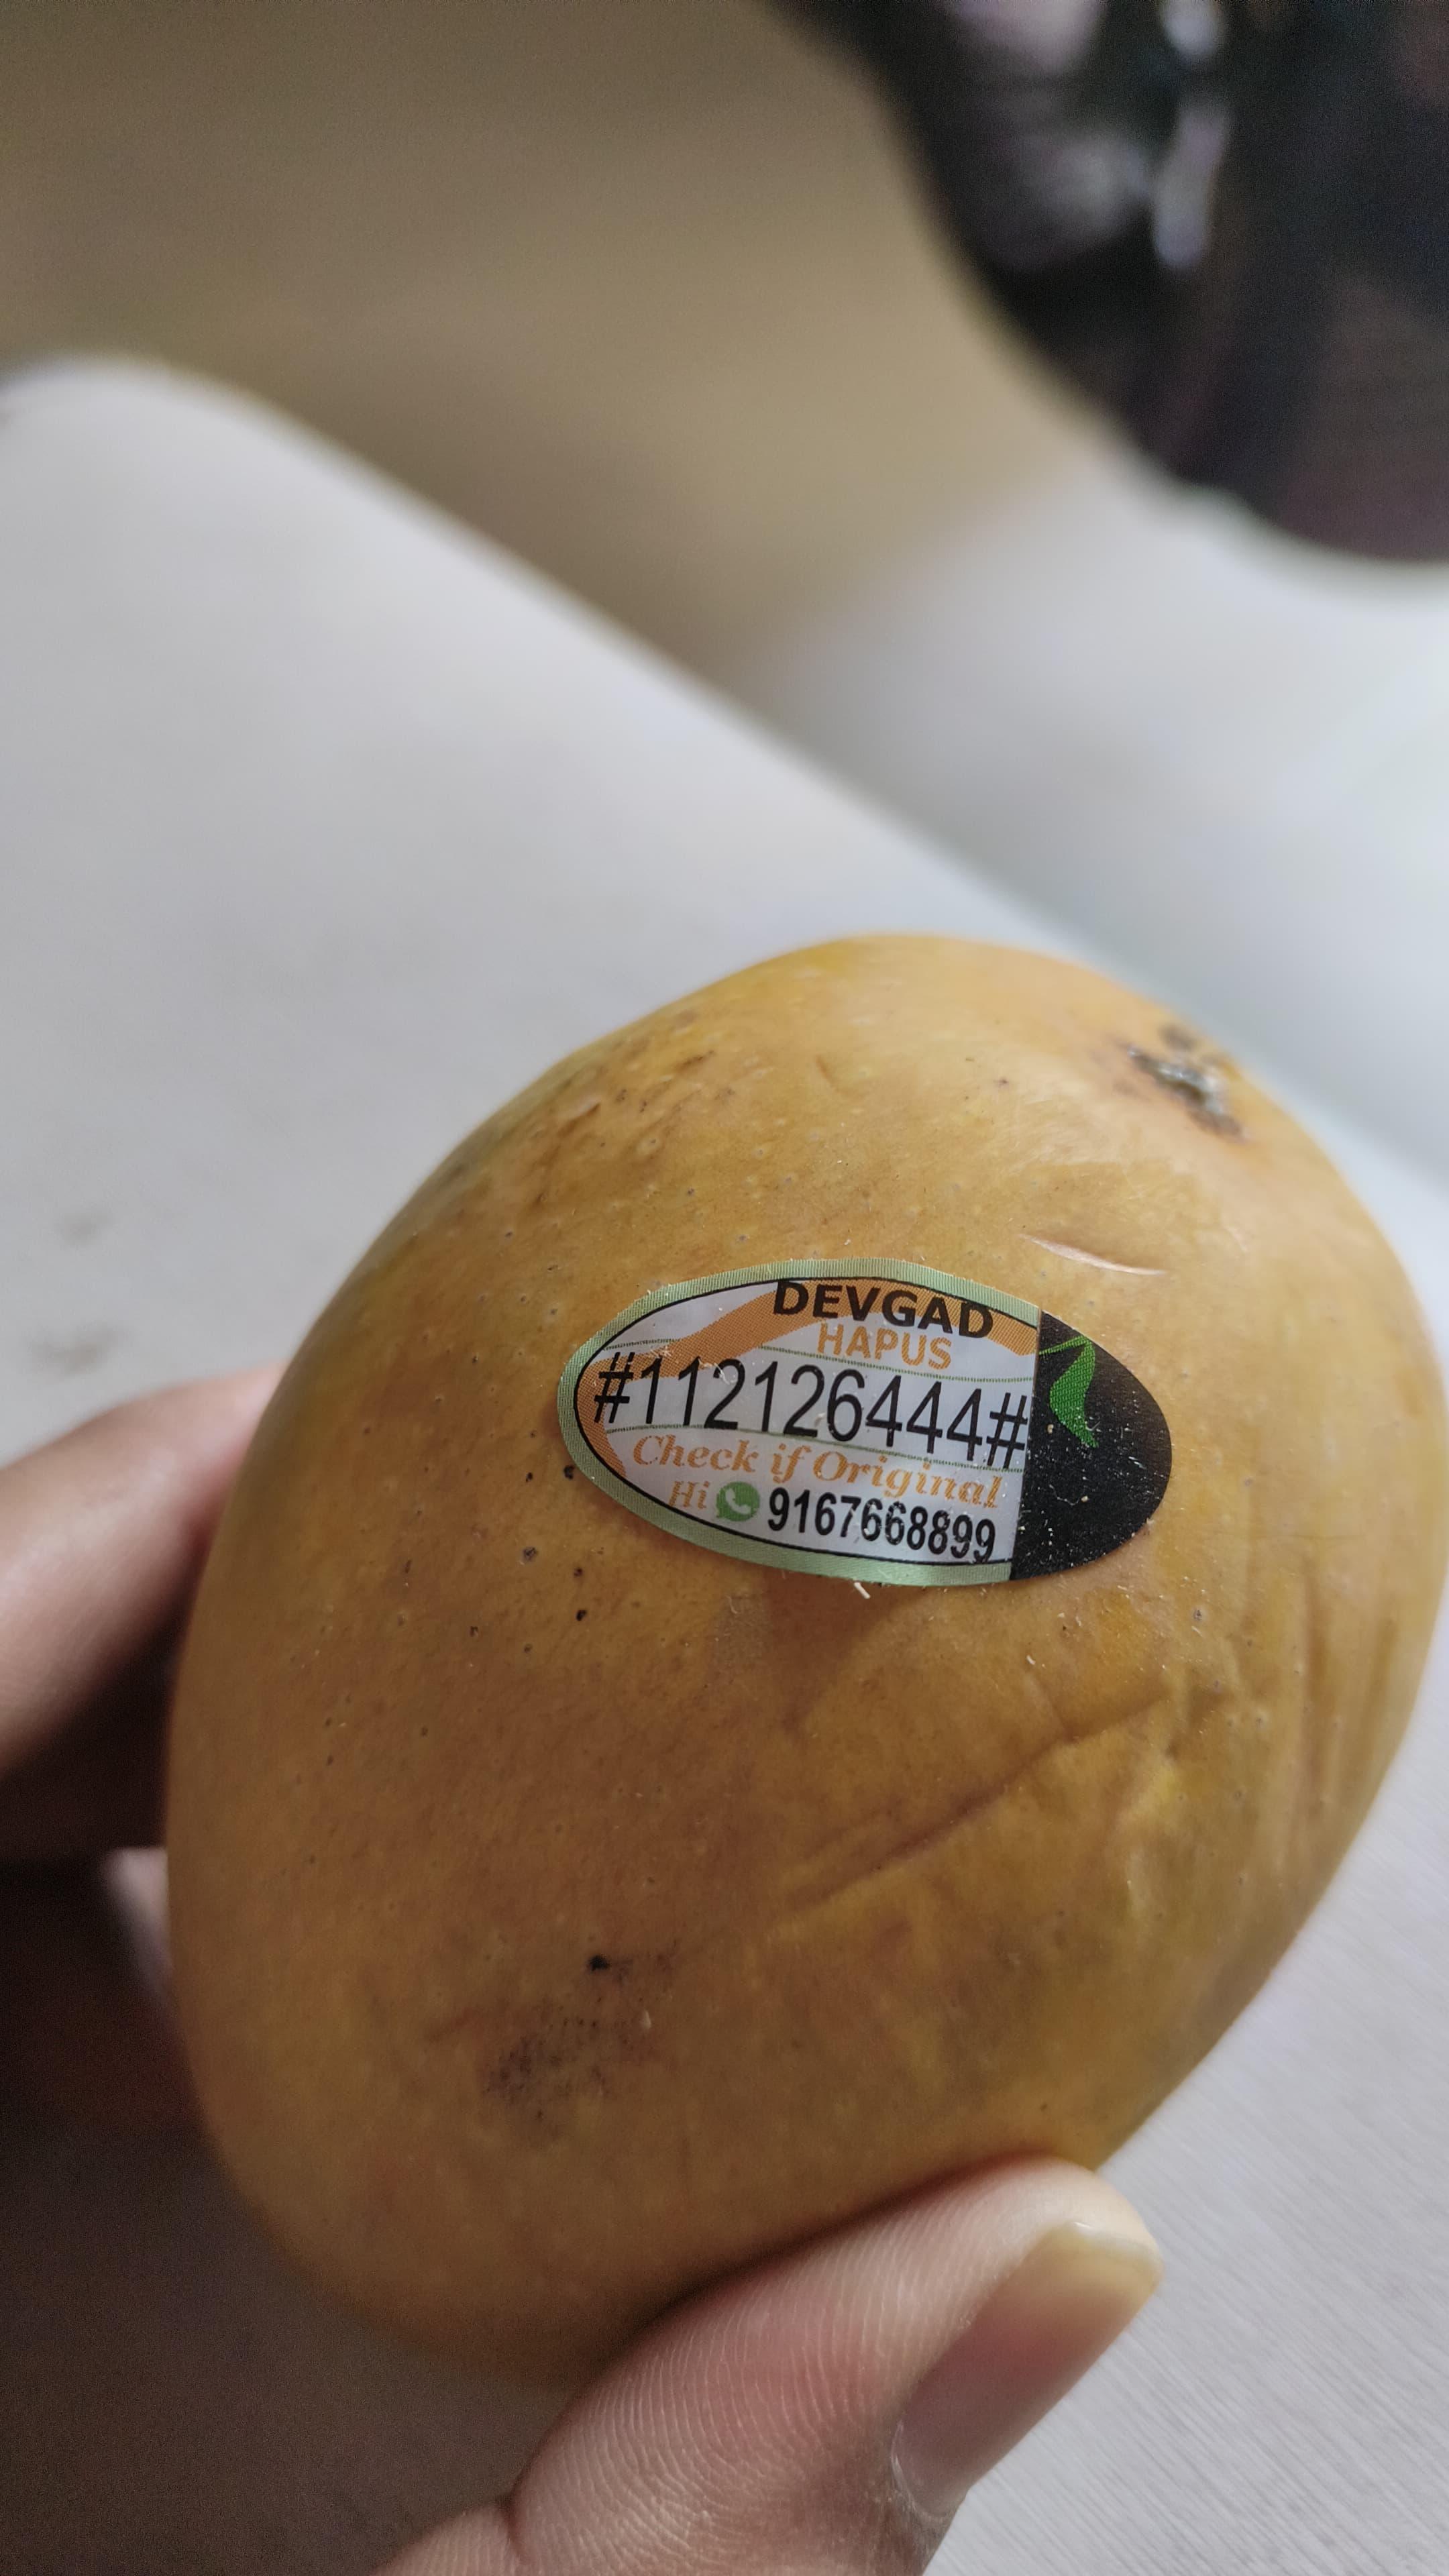 DEVGAD
HAPUS
#112126444#
Check if Original
Hi 9167668899